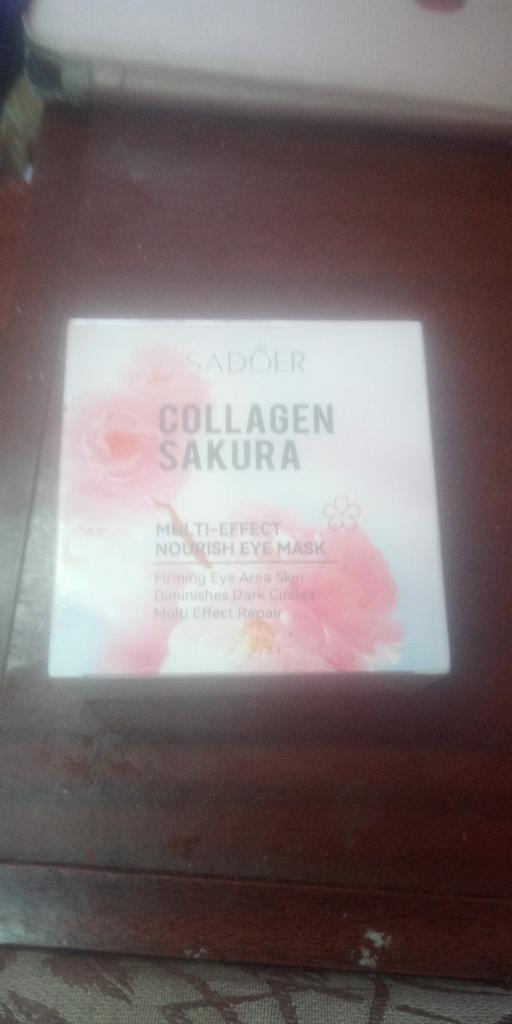 SADOER
COLLAGEN
SAKURA
MULTI-EFFECT
NOURISH EYE MASK
Firming Eye Area Skin
Diminishes Dark Circles
Multi Effect Repair